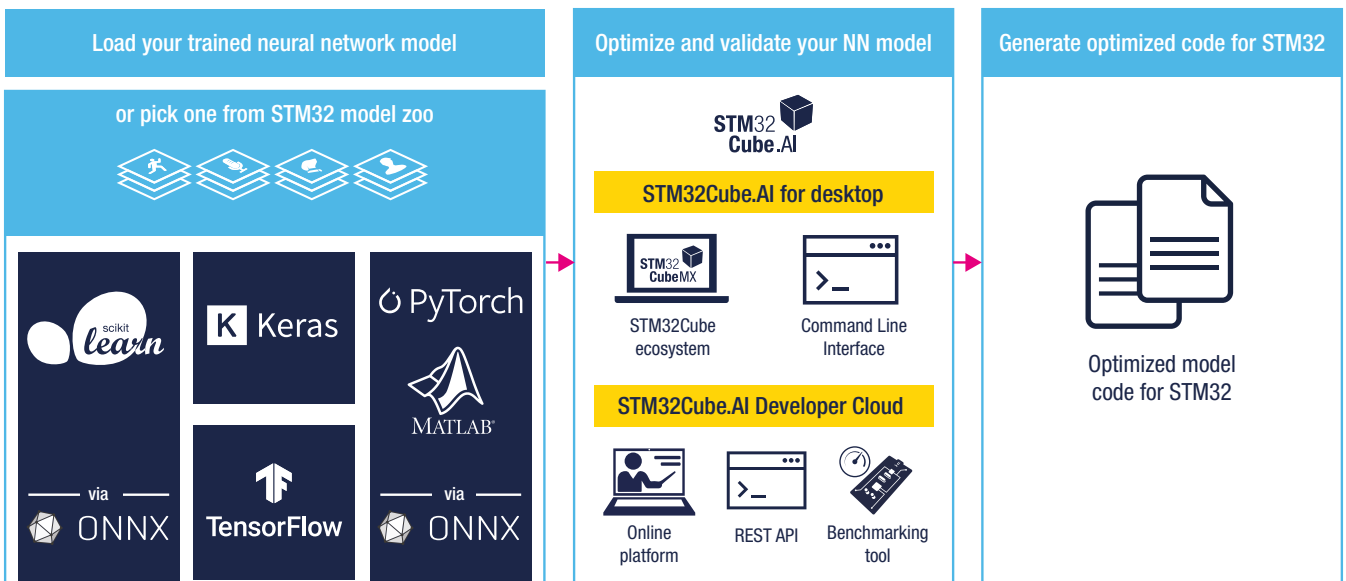 Load your trained neural network model
or pick one from STM32 model zoo
scikit
learn
via
ONNX
K Keras
TensorFlow
PyTorch
MATLAB®
via
ONNX
Optimize and validate your NN model
STM32
Cube.AI
STM32Cube.AI for desktop
STM32
CubeMX
STM32Cube
ecosystem
>_
Command Line
Interface
STM32Cube.AI Developer Cloud
Online
platform
>_
REST API
Benchmarking
tool
Generate optimized code for STM32
Optimized model
code for STM32